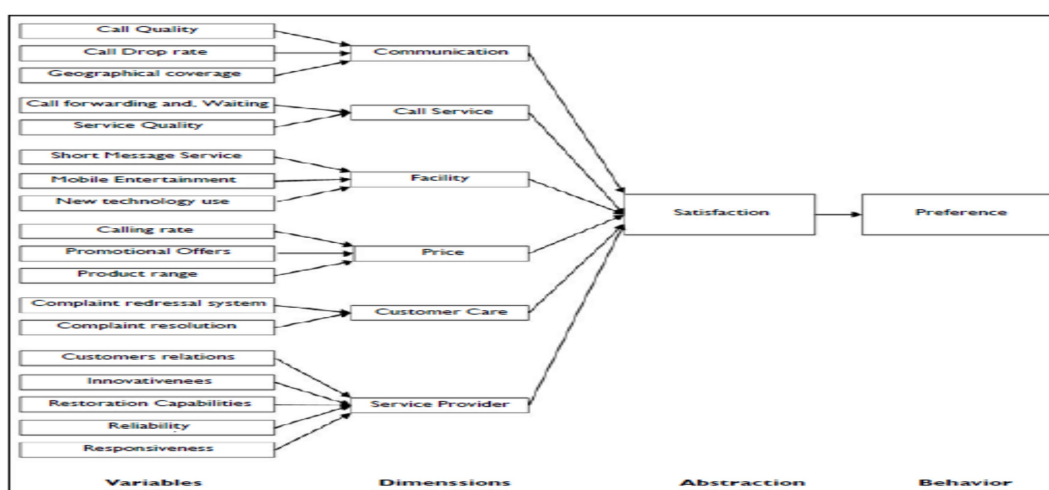 Call Quality
Call Drop rate
Geographical coverage
Communication
Call forwarding and, Waiting
Service Quality
Call Service
Short Message Service
Mobile Entertainment
New technology use
Facility
Calling rate
Promotional Offers
Product range
Price
Complaint redressal system
Complaint resolution
Customer Care
Customers relations
Innovativenees
Restoration Capabilities
Reliability
Responsiveness
Service Provider
Satisfaction
Preference
Variables
Dimenssions
Abstraction
Behavior